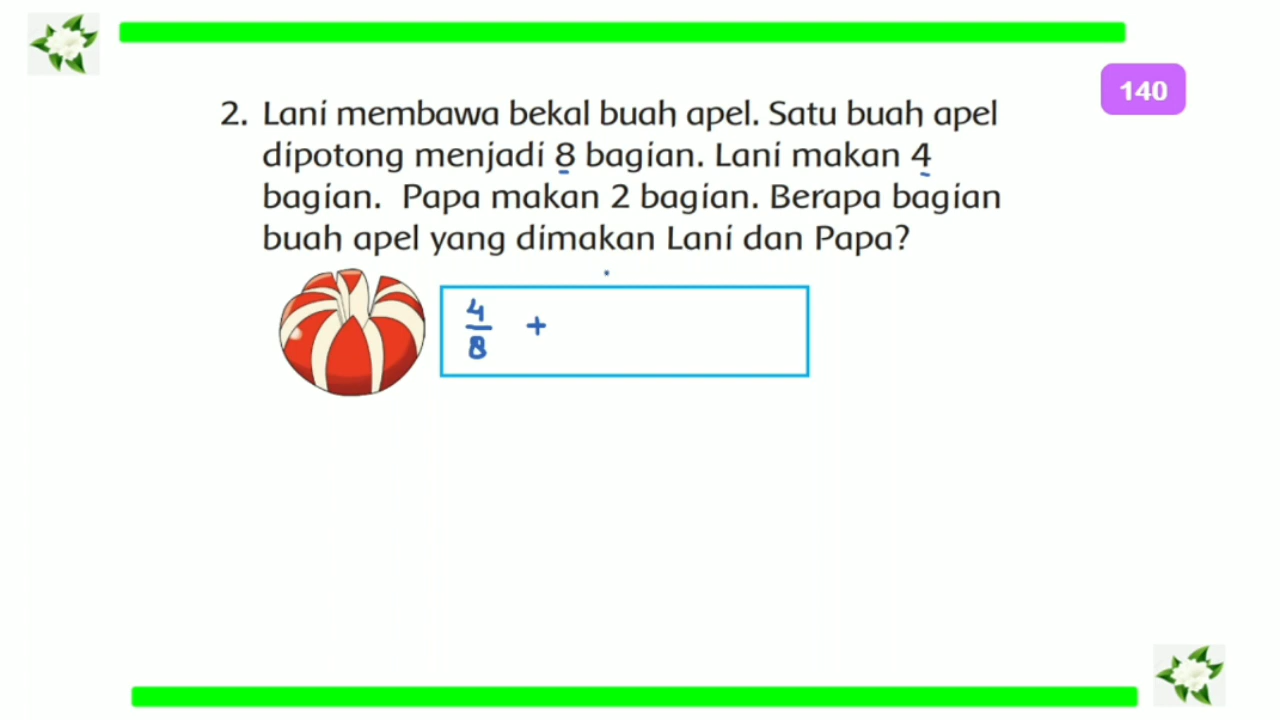 140
2. Lani membawa bekal buah apel. Satu buah apel
dipotong menjadi 8 bagian. Lani makan 4
bagian. Papa makan 2 bagian. Berapa bagian
buah apel yang dimakan Lani dan Papa?
4/8 +